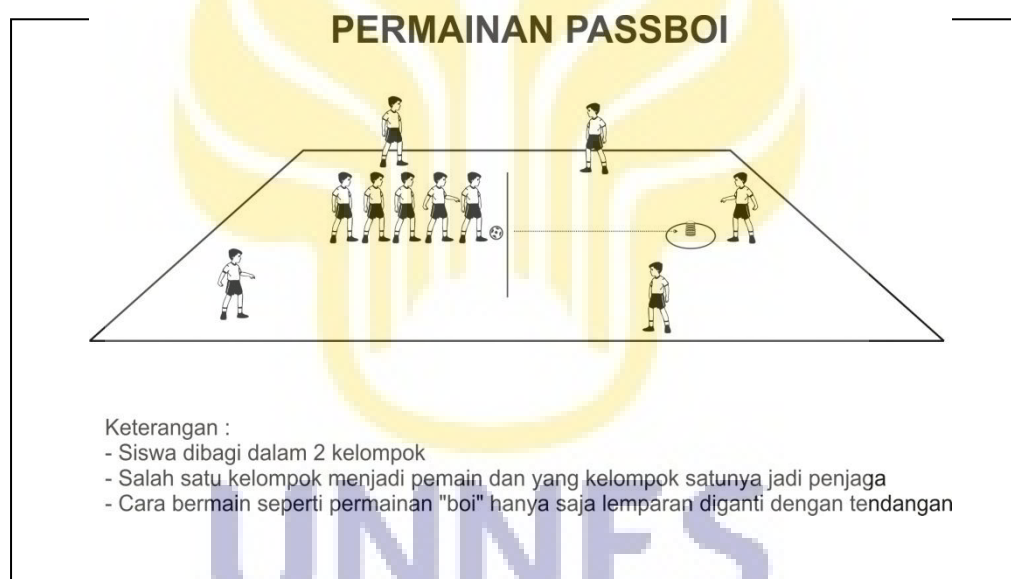 PERMAINAN PASSBOI
Keterangan :
- Siswa dibagi dalam 2 kelompok
- Salah satu kelompok menjadi pemain dan yang kelompok satunya jadi penjaga
- Cara bermain seperti permainan "boi" hanya saja lemparan diganti dengan tendangan
UNNES